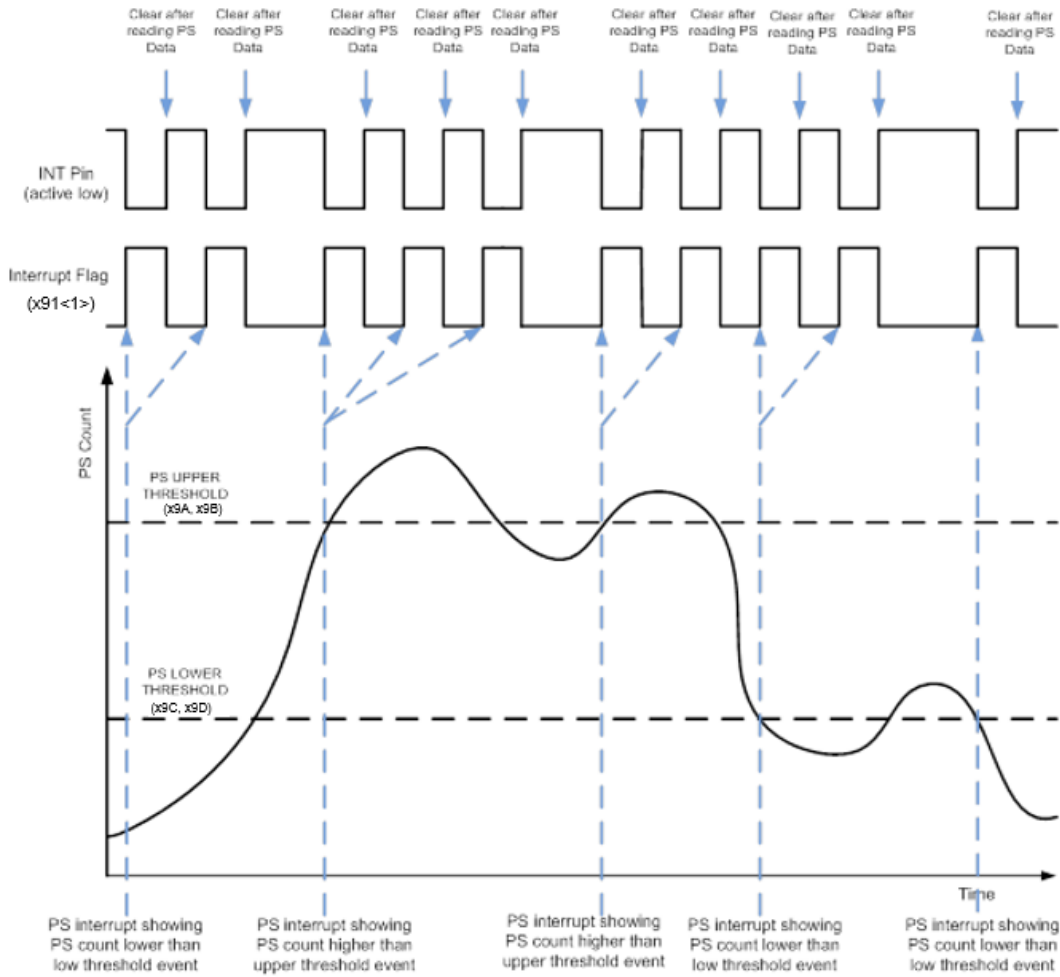 Clear after
reading PS
Data
Clear after
reading PS
Data
Clear after
reading PS
Data
Clear after
reading PS
Data
Clear after
reading PS
Data
Clear after
reading PS
Data
Clear after
reading PS
Data
Clear after
reading PS
Data
Clear after
reading PS
Data
Clear after
reading PS
Data
INT Pin
(active low)
Interrupt Flag
(x91<1>)
PS Count
PS UPPER
THRESHOLD
(x9A, x9B)
PS LOWER
THRESHOLD
(x9C, x9D)
Time
PS interrupt showing
PS count lower than
low threshold event
PS interrupt showing
PS count higher than
upper threshold event
PS interrupt showing
PS count higher than
upper threshold event
PS interrupt showing
PS count lower than
low threshold event
PS interrupt showing
PS count lower than
low threshold event